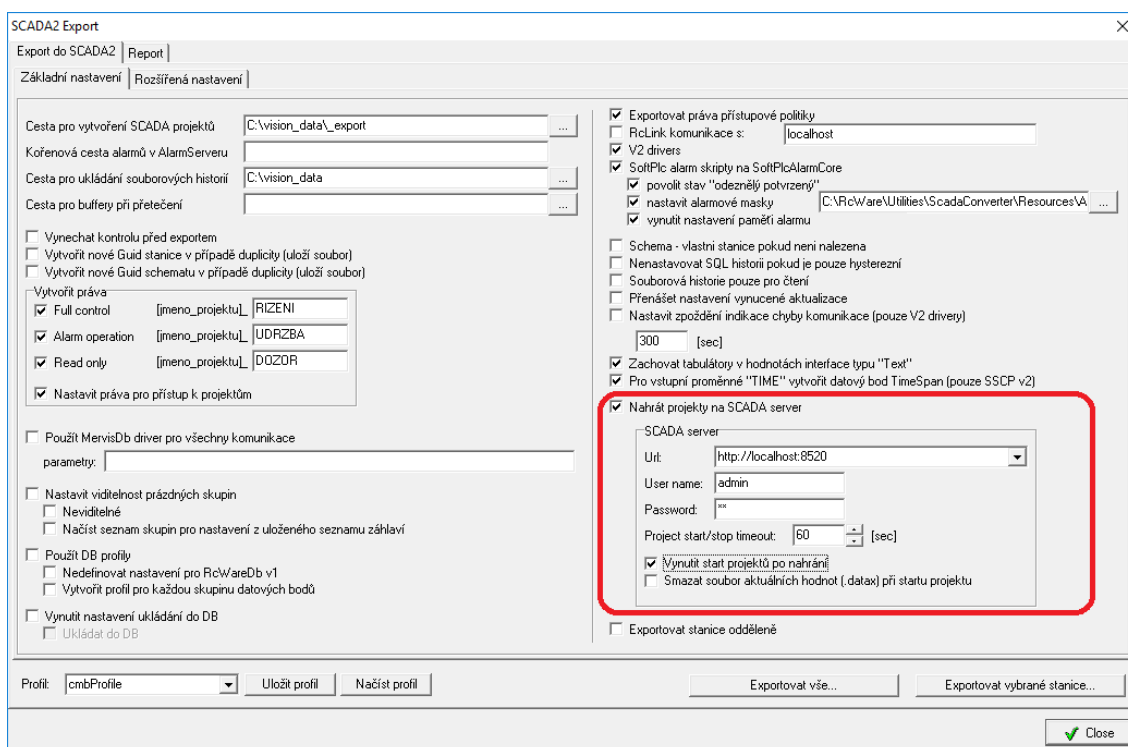 SCADA2 Export
Export do SCADA2
Report
Základní nastavení
Rozšířená nastavení
Cesta pro vytvoření SCADA projektů
C:\vision_data\_export
...
Kořenová cesta alarmů v AlarmServeru
Cesta pro ukládání souborových historií
C:\vision_data
...
Cesta pro buffery při přetečení
...
Vynechat kontrolu před exportem
Vytvořit nové Guid stanice v případě duplicity (uloží soubor)
Vytvořit nové Guid schematu v případě duplicity (uloží soubor)
Vytvořit práva
Full control [jmeno_projektu]_ RIZENI
Alarm operation [jmeno_projektu]_ UDRZBA
Read only [jmeno_projektu]_ DOZOR
Nastavit práva pro přístup k projektům
Použít MervisDb driver pro všechny komunikace
parametry:
Nastavit viditelnost prázdných skupin
Neviditelné
Načíst seznam skupin pro nastavení z uloženého seznamu záhlaví
Použít DB profily
Nedefinovat nastavení pro RcWareDb v1
Vytvořit profil pro každou skupinu datových bodů
Vynutit nastavení ukládání do DB
Ukládat do DB
Exportovat práva přístupové politiky
RcLink komunikace s: localhost
V2 drivers
SoftPlc alarm skripty na SoftPlcAlarmCore
povolit stav "odeznělý potvrzený"
nastavit alarmové masky C:\RcWare\Utilities\ScadaConverter\Resources\A ...
vynutit nastavení paměti alarmu
Schema - vlastni stanice pokud neni nalezena
Nenastavovat SQL historii pokud je pouze hysterezní
Souborová historie pouze pro čtení
Přenášet nastavení vynucené aktualizace
Nastavit zpoždění indikace chyby komunikace (pouze V2 drivery)
300 [sec]
Zachovat tabulátory v hodnotách interface typu "Text"
Pro vstupní proměnné "TIME" vytvořit datový bod TimeSpan (pouze SSCP v2)
Nahrát projekty na SCADA server
SCADA server
Url: http://localhost:8520
User name: admin
Password: **
Project start/stop timeout: 60 [sec]
Vynutit start projektů po nahrání
Smazat soubor aktuálních hodnot (.datax) při startu projektu
Exportovat stanice odděleně
Profil: cmbProfile
Uložit profil
Načíst profil
Exportovat vše...
Exportovat vybrané stanice...
Close